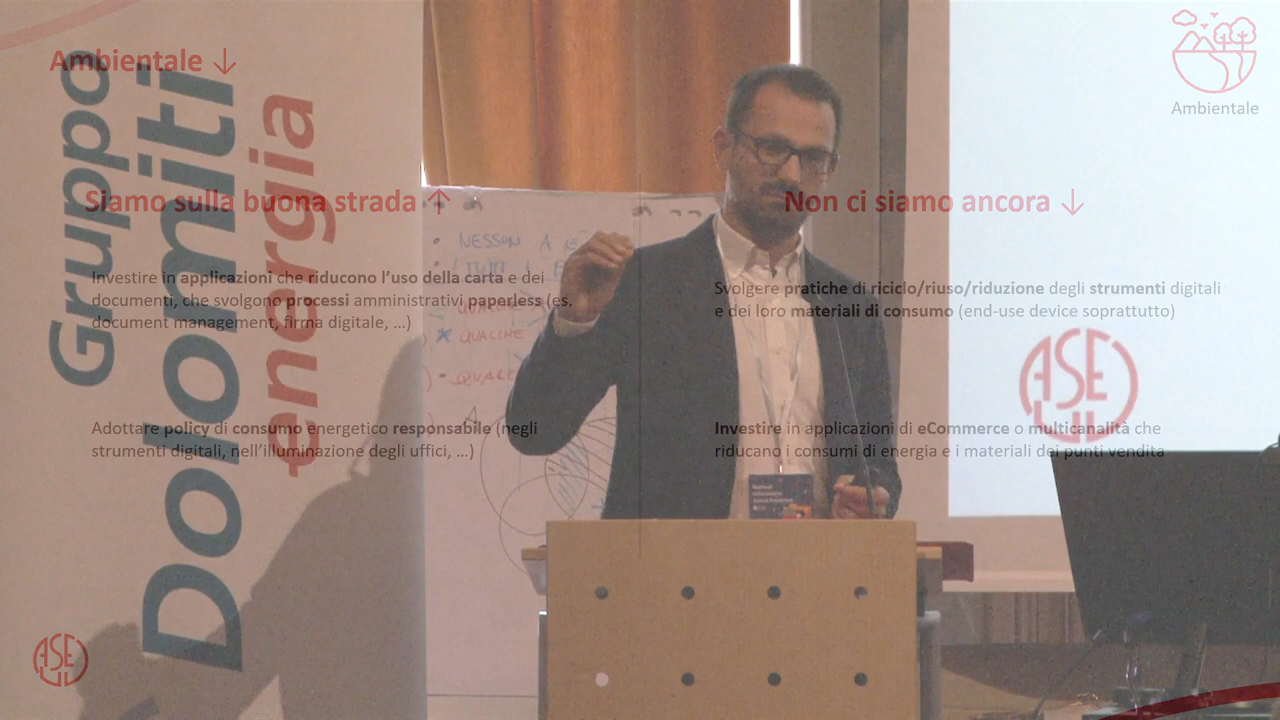 Ambientale ↓
Ambientale
Gruppo
Dolomiti
energia
Siamo sulla buona strada ↑
Investire in applicazioni che riducono l'uso della carta e dei
documenti, che svolgono processi amministrativi paperless (es.
document management, firma digitale, ...)
Adottare policy di consumo energetico responsabile (negli
strumenti digitali, nell'illuminazione degli uffici, ...)
Non ci siamo ancora ↓
Svolgere pratiche di riciclo/riuso/riduzione degli strumenti digitali
e dei loro materiali di consumo (end-use device soprattutto)
Investire in applicazioni di eCommerce o multicanalità che
riducano i consumi di energia e i materiali dei punti vendita
NESSUN A È
QUALCHE